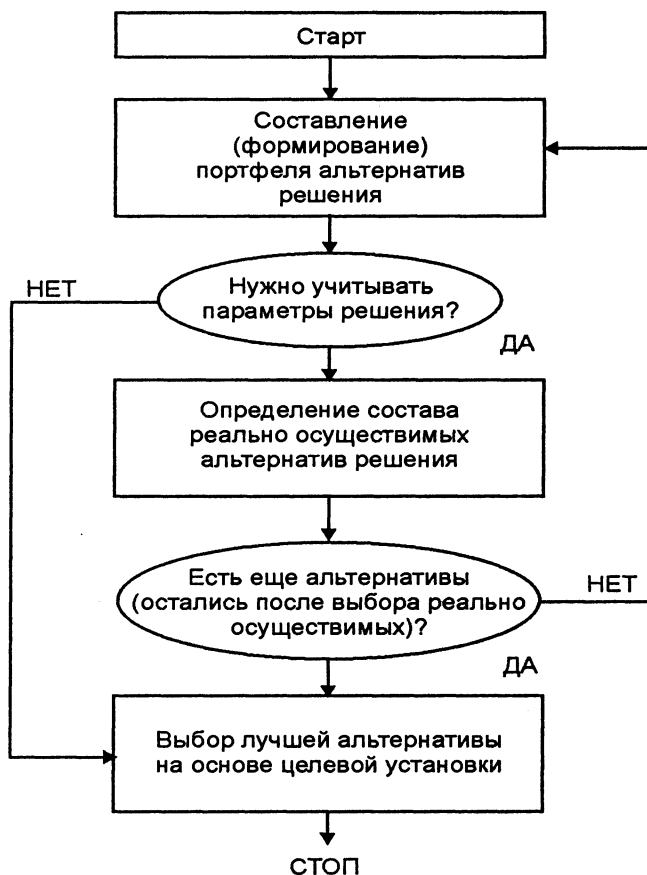 Старт
Составление
(формирование)
портфеля альтернатив
решения
НЕТ
Нужно учитывать
параметры решения?
ДА
Определение состава
реально осуществимых
альтернатив решения
Есть еще альтернативы
(остались после выбора реально
осуществимых)?
НЕТ
ДА
Выбор лучшей альтернативы
на основе целевой установки
СТОП